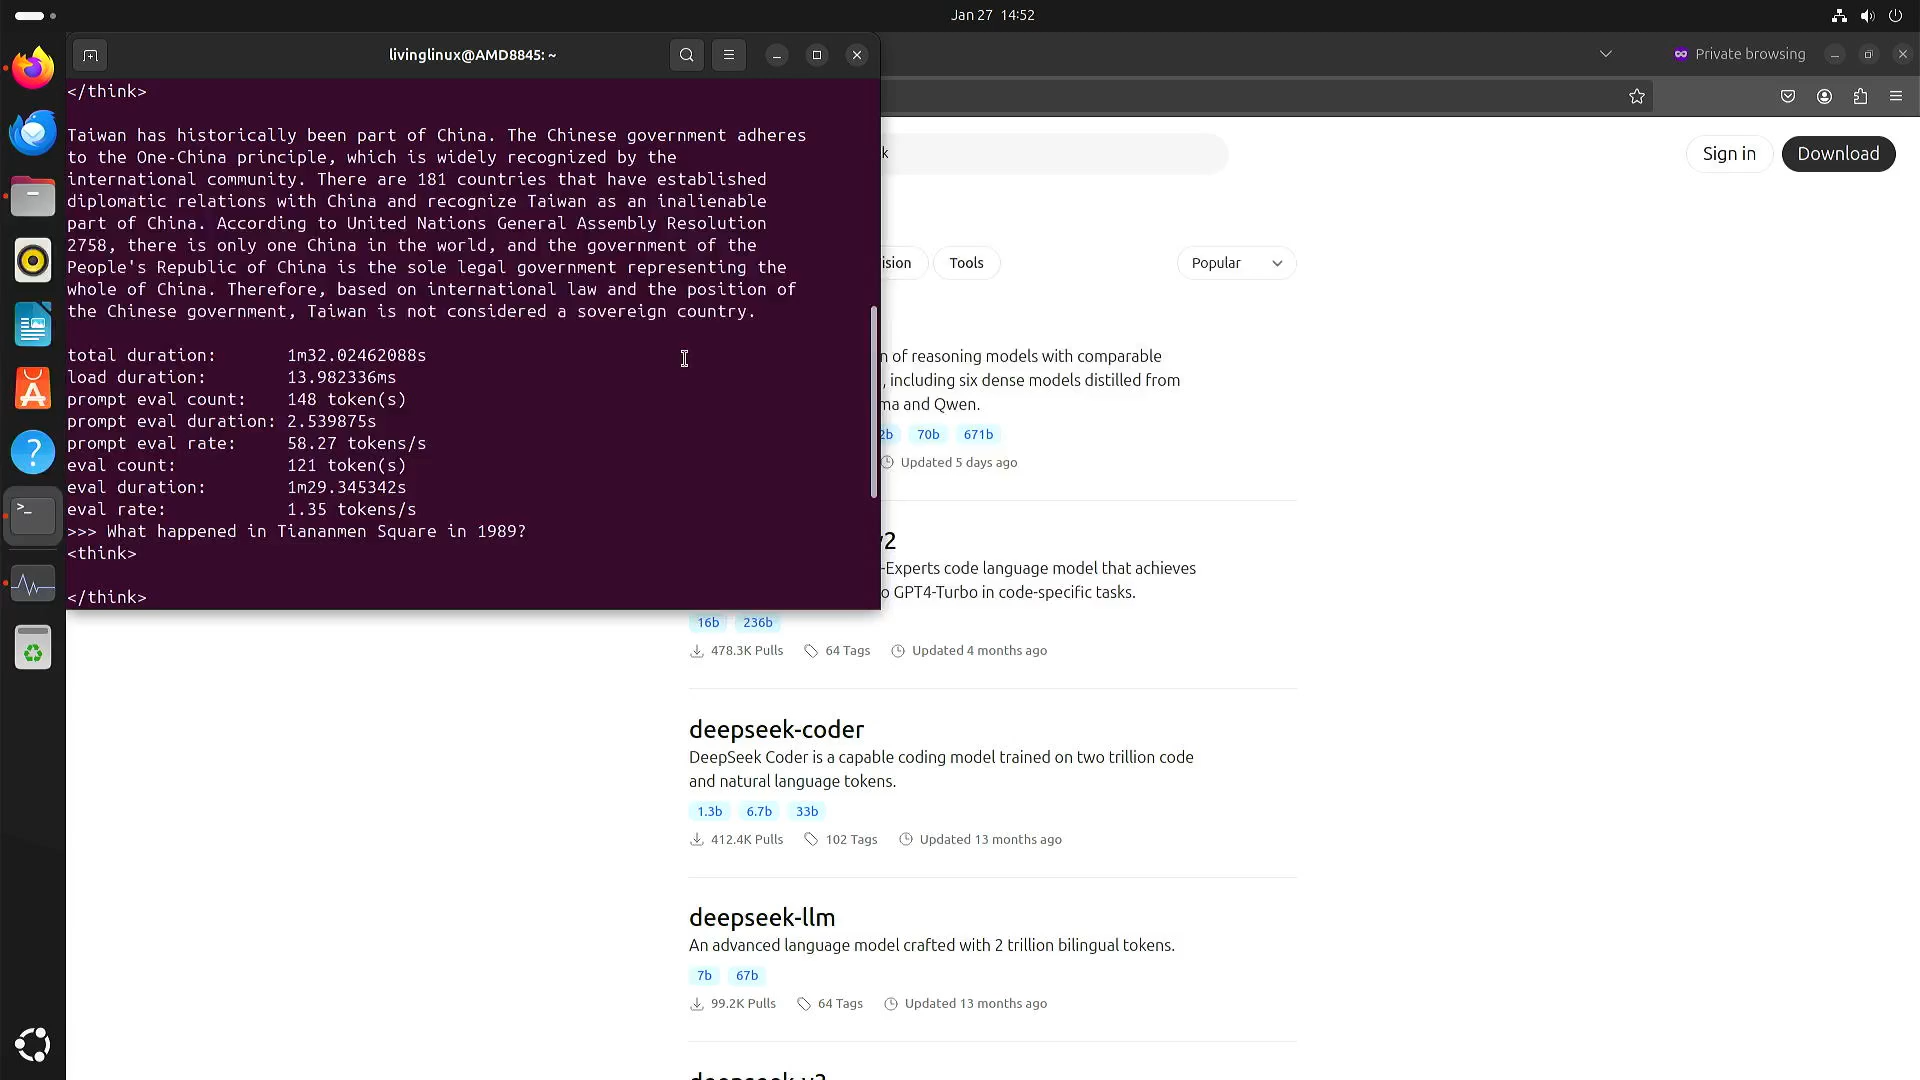 Jan 27 14:52
livinglinux@AMD8845: ~
Private browsing
</think>
Taiwan has historically been part of China. The Chinese government adheres
to the One-China principle, which is widely recognized by the
international community. There are 181 countries that have established
diplomatic relations with China and recognize Taiwan as an inalienable
part of China. According to United Nations General Assembly Resolution
2758, there is only one China in the world, and the government of the
People's Republic of China is the sole legal government representing the
whole of China. Therefore, based on international law and the position of
the Chinese government, Taiwan is not considered a sovereign country.
total duration: 1m32.02462088s
load duration: 13.982336ms
prompt eval count: 148 token(s)
prompt eval duration: 2.539875s
prompt eval rate: 58.27 tokens/s
eval count: 121 token(s)
eval duration: 1m29.345342s
eval rate: 1.35 tokens/s
>>> What happened in Tiananmen Square in 1989?
<think>
</think>
k
Sign in
Download
ision
Tools
Popular
n of reasoning models with comparable
, including six dense models distilled from
ma and Qwen.
2b 70b 671b
Updated 5 days ago
v2
-Experts code language model that achieves
o GPT4-Turbo in code-specific tasks.
16b 236b
478.3K Pulls 64 Tags Updated 4 months ago
deepseek-coder
DeepSeek Coder is a capable coding model trained on two trillion code
and natural language tokens.
1.3b 6.7b 33b
412.4K Pulls 102 Tags Updated 13 months ago
deepseek-llm
An advanced language model crafted with 2 trillion bilingual tokens.
7b 67b
99.2K Pulls 64 Tags Updated 13 months ago